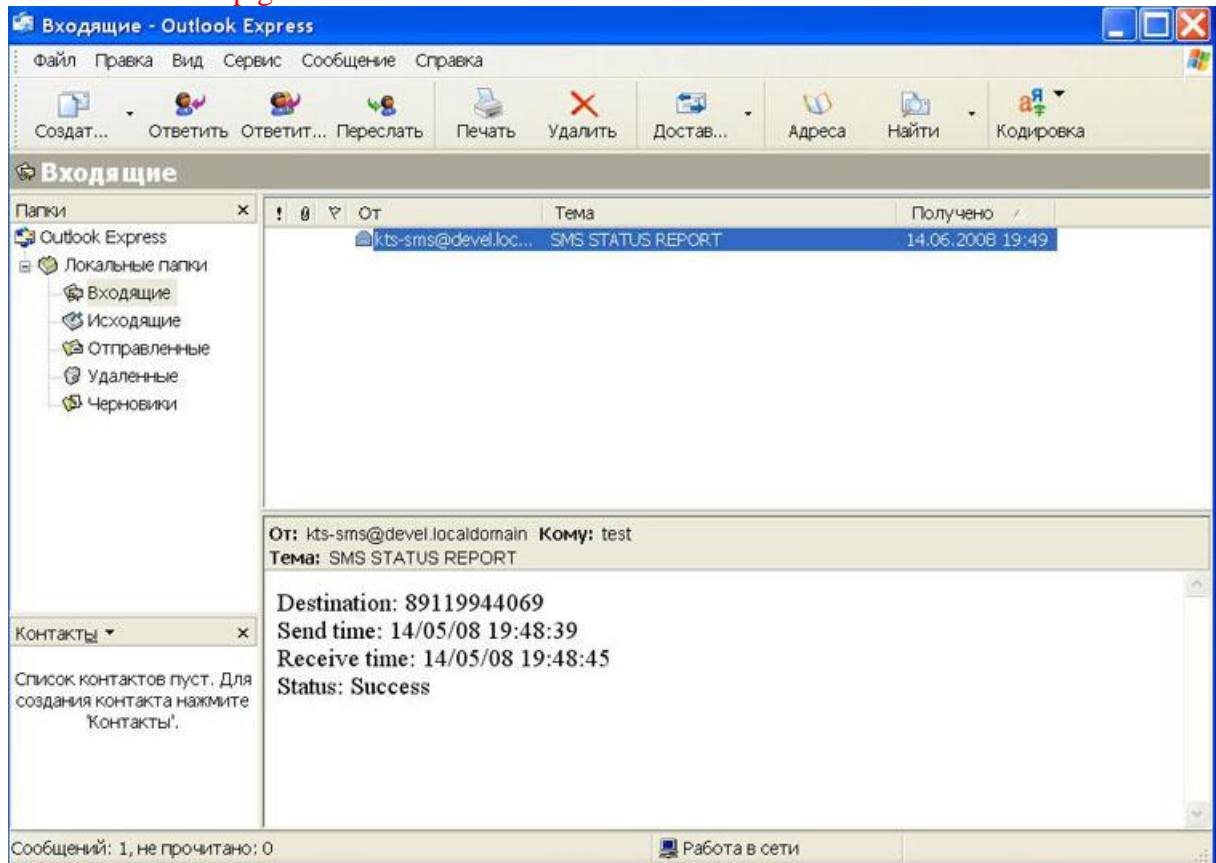 Входящие - Outlook Express
Файл Правка Вид Сервис Сообщение Справка
Создат... Ответить Ответит... Переслать Печать Удалить Достав... Адреса Найти Кодировка
Входящие
Папки
! От Тема Получено
Outlook Express
kts-sms@devel.loc... SMS STATUS REPORT 14.06.2008 19:49
Локальные папки
Входящие
Исходящие
Отправленные
Удаленные
Черновики
От: kts-sms@devel.localdomain Кому: test
Тема: SMS STATUS REPORT
Destination: 89119944069
Send time: 14/05/08 19:48:39
Receive time: 14/05/08 19:48:45
Status: Success
Контакты
Список контактов пуст. Для
создания контакта нажмите
'Контакты'.
Сообщений: 1, не прочитано: 0
Работа в сети